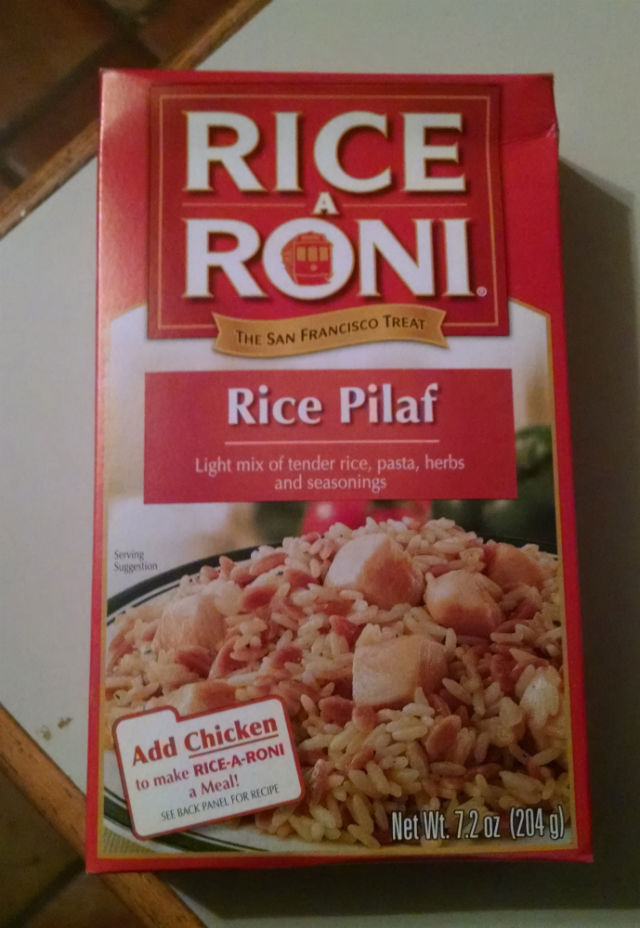 RICE
A
RONI®
THE SAN FRANCISCO TREAT
Rice Pilaf
Light mix of tender rice, pasta, herbs
and seasonings
Serving
Suggestion
Add Chicken
to make RICE-A-RONI
a Meal!
SEE BACK PANEL FOR RECIPE
Net Wt. 7.2 oz (204 g)